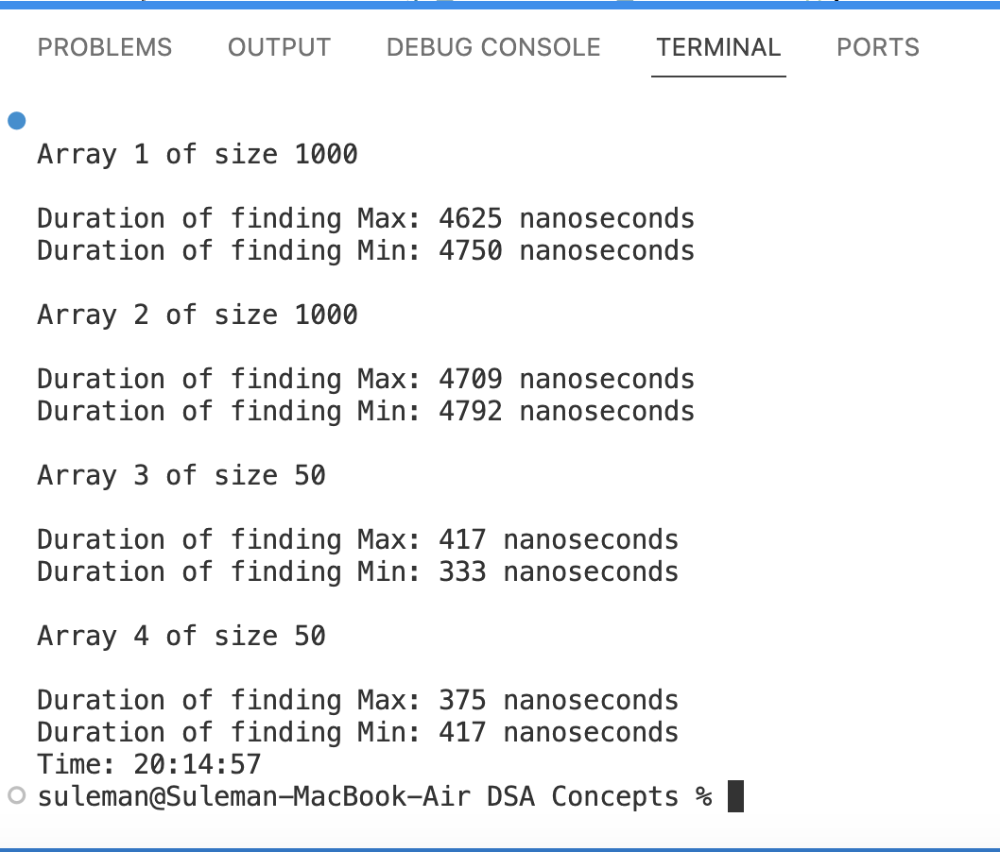 PROBLEMS OUTPUT DEBUG CONSOLE TERMINAL PORTS
Array 1 of size 1000
Duration of finding Max: 4625 nanoseconds
Duration of finding Min: 4750 nanoseconds
Array 2 of size 1000
Duration of finding Max: 4709 nanoseconds
Duration of finding Min: 4792 nanoseconds
Array 3 of size 50
Duration of finding Max: 417 nanoseconds
Duration of finding Min: 333 nanoseconds
Array 4 of size 50
Duration of finding Max: 375 nanoseconds
Duration of finding Min: 417 nanoseconds
Time: 20:14:57
suleman@Suleman-MacBook-Air DSA Concepts %